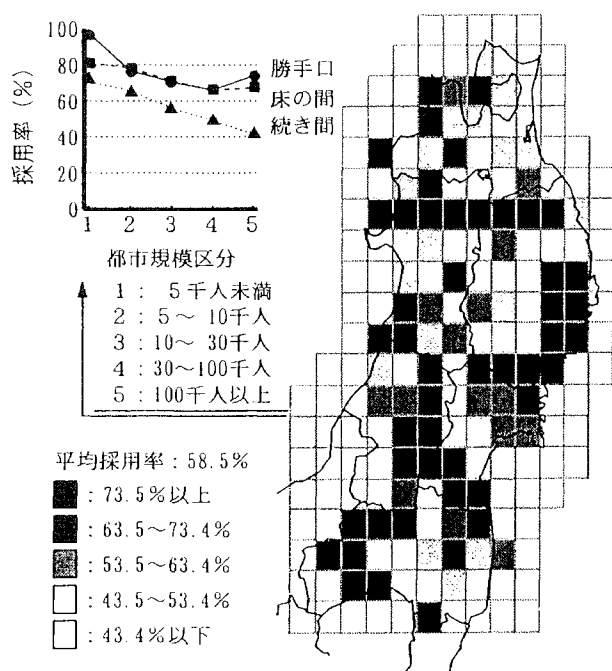 100
80
60
40
20
0
採用率 (%)
勝手口
床の間
続き間
1 2 3 4 5
都市規模区分
1 : 5千人未満
2 : 5～ 10千人
3 : 10～ 30千人
4 : 30～100千人
5 : 100千人以上
平均採用率 : 58.5%
: 73.5%以上
: 63.5～73.4%
: 53.5～63.4%
: 43.5～53.4%
: 43.4%以下